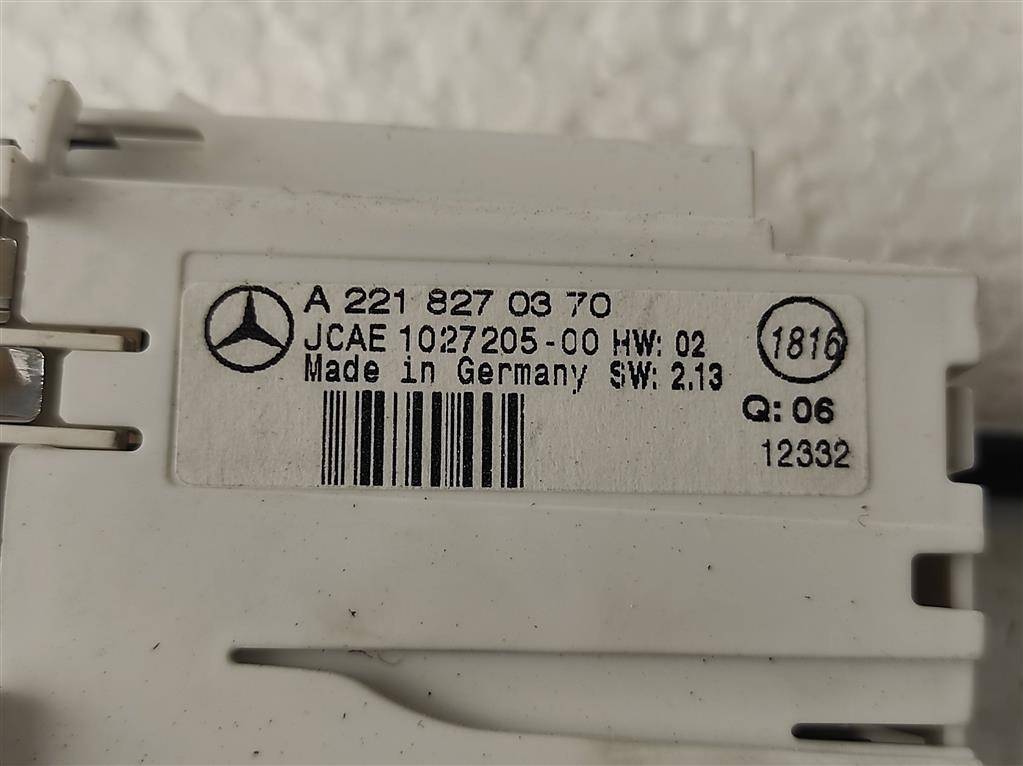 A 221 827 03 70
JCAE 1027205-00 HW: 02
Made in Germany SW: 2.13
1816
Q: 06
12332